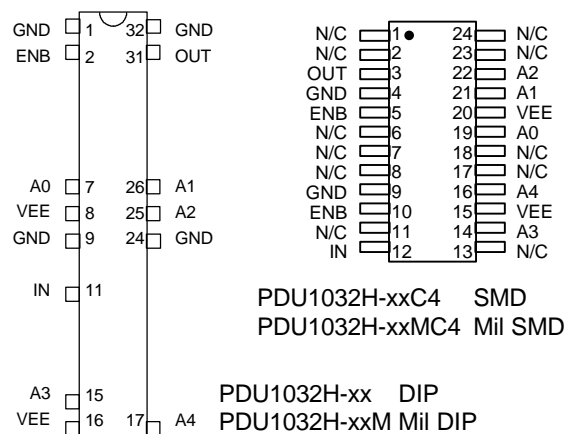 GND 1 32 GND
ENB 2 31 OUT
A0 7 26 A1
VEE 8 25 A2
GND 9 24 GND
IN 11
A3 15
VEE 16 17 A4
N/C 1 24 N/C
N/C 2 23 N/C
OUT 3 22 A2
GND 4 21 A1
ENB 5 20 VEE
N/C 6 19 A0
N/C 7 18 N/C
N/C 8 17 N/C
GND 9 16 A4
ENB 10 15 VEE
N/C 11 14 A3
IN 12 13 N/C
PDU1032H-xxC4 SMD
PDU1032H-xxMC4 Mil SMD
PDU1032H-xx DIP
PDU1032H-xxM Mil DIP